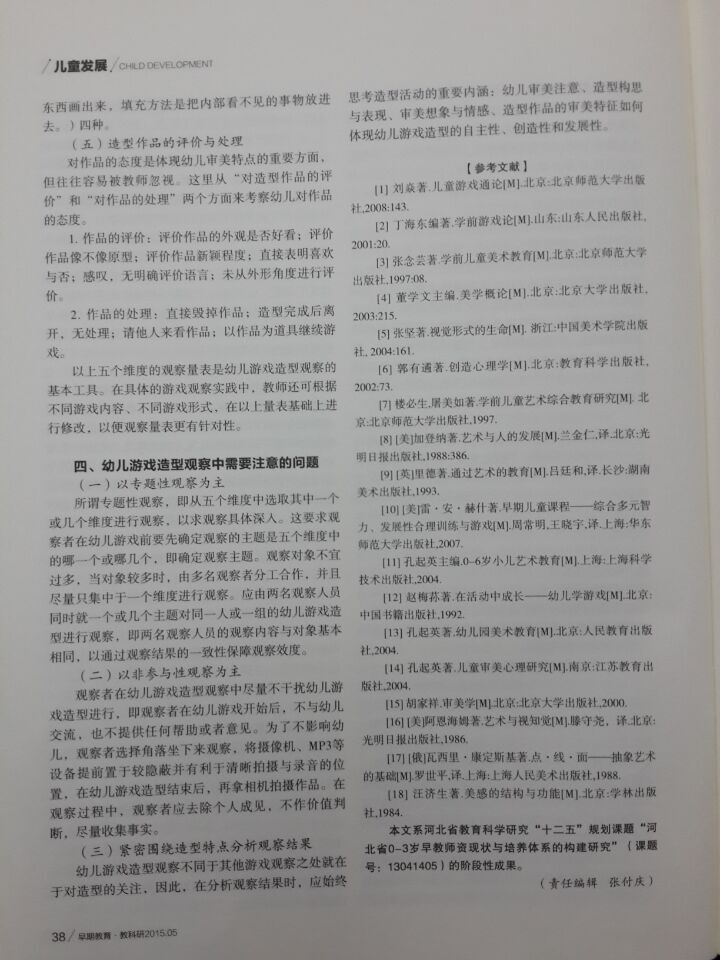 儿童发展 / CHILD DEVELOPMENT
东西画出来，填充方法是把内部看不见的事物放进
去。）四种。
（五）造型作品的评价与处理
对作品的态度是体现幼儿审美特点的重要方面，
但往往容易被教师忽视。这里从“对造型作品的评
价”和“对作品的处理”两个方面来考察幼儿对作品
的态度。
1. 作品的评价：评价作品的外观是否好看；评价
作品像不像原型；评价作品新颖程度；直接表明喜欢
与否；感叹，无明确评价语言；未从外形角度进行评
价。
2. 作品的处理：直接毁掉作品；造型完成后离
开，无处理；请他人来看作品；以作品为道具继续游
戏。
以上五个维度的观察量表是幼儿游戏造型观察的
基本工具。在具体的游戏观察实践中，教师还可根据
不同游戏内容、不同游戏形式，在以上量表基础上进
行修改，以便观察量表更有针对性。
四、幼儿游戏造型观察中需要注意的问题
（一）以专题性观察为主
所谓专题性观察，即从五个维度中选取其中一个
或几个维度进行观察，以求观察具体深入。这要求观
察者在幼儿游戏前要先确定观察的主题是五个维度中
的哪一个或哪几个，即确定观察主题。观察对象不宜
过多，当对象较多时，由多名观察者分工合作，并且
尽量只集中于一个维度进行观察。应由两名观察人员
同时就一个或几个主题对同一人或一组的幼儿游戏造
型进行观察，即两名观察人员的观察内容与对象基本
相同，以通过观察结果的一致性保障观察效度。
（二）以非参与性观察为主
观察者在幼儿游戏造型观察中尽量不干扰幼儿游
戏造型进行，即观察者在幼儿游戏开始后，不与幼儿
交流，也不提供任何帮助或者意见。为了不影响幼
儿，观察者选择角落坐下来观察，将摄像机、MP3等
设备提前置于较隐蔽并有利于清晰拍摄与录音的位
置，在幼儿游戏造型结束后，再拿相机拍摄作品。在
观察过程中，观察者应去除个人成见，不作价值判
断，尽量收集事实。
（三）紧密围绕造型特点分析观察结果
幼儿游戏造型观察不同于其他游戏观察之处就在
于对造型的关注，因此，在分析观察结果时，应始终
思考造型活动的重要内涵：幼儿审美注意、造型构思
与表现、审美想象与情感、造型作品的审美特征如何
体现幼儿游戏造型的自主性、创造性和发展性。
【参考文献】
[1] 刘焱著.儿童游戏通论[M].北京:北京师范大学出版
社,2008:143.
[2] 丁海东编著.学前游戏论[M].山东:山东人民出版社,
2001:20.
[3] 张念芸著.学前儿童美术教育[M].北京:北京师范大学
出版社,1997:08.
[4] 董学文主编.美学概论[M].北京:北京大学出版社,
2003:215.
[5] 张坚著.视觉形式的生命[M]. 浙江:中国美术学院出版
社, 2004:161.
[6] 郭有遹著.创造心理学[M].北京:教育科学出版社,
2002:73.
[7] 楼必生,屠美如著.学前儿童艺术综合教育研究[M]. 北
京:北京师范大学出版社,1997.
[8] [美]加登纳著.艺术与人的发展[M].兰金仁,译.北京:光
明日报出版社,1988:386.
[9] [英]里德著.通过艺术的教育[M].吕廷和,译.长沙:湖南
美术出版社,1993.
[10] [美]雷·安·赫什著.早期儿童课程——综合多元智
力、发展性合理训练与游戏[M].周常明,王晓宇,译.上海:华东
师范大学出版社,2007.
[11] 孔起英主编.0-6岁小儿艺术教育[M].上海:上海科学
技术出版社,2004.
[12] 赵梅荪著.在活动中成长——幼儿学游戏[M].北京:
中国书籍出版社,1992.
[13] 孔起英著.幼儿园美术教育[M].北京:人民教育出版
社,2004.
[14] 孔起英著.儿童审美心理研究[M].南京:江苏教育出
版社,2004.
[15] 胡家祥.审美学[M].北京:北京大学出版社,2000.
[16] [美]阿恩海姆著.艺术与视知觉[M].滕守尧，译.北京:
光明日报出版社,1986.
[17] [俄]瓦西里·康定斯基著.点·线·面——抽象艺术
的基础[M].罗世平,译.上海:上海人民美术出版社,1988.
[18] 汪济生著.美感的结构与功能[M].北京:学林出版
社,1984.
本文系河北省教育科学研究“十二五”规划课题“河
北省0-3岁早教师资现状与培养体系的构建研究”（课题
号：13041405）的阶段性成果。
（责任编辑 张付庆）
38 / 早期教育·教科研2015.05